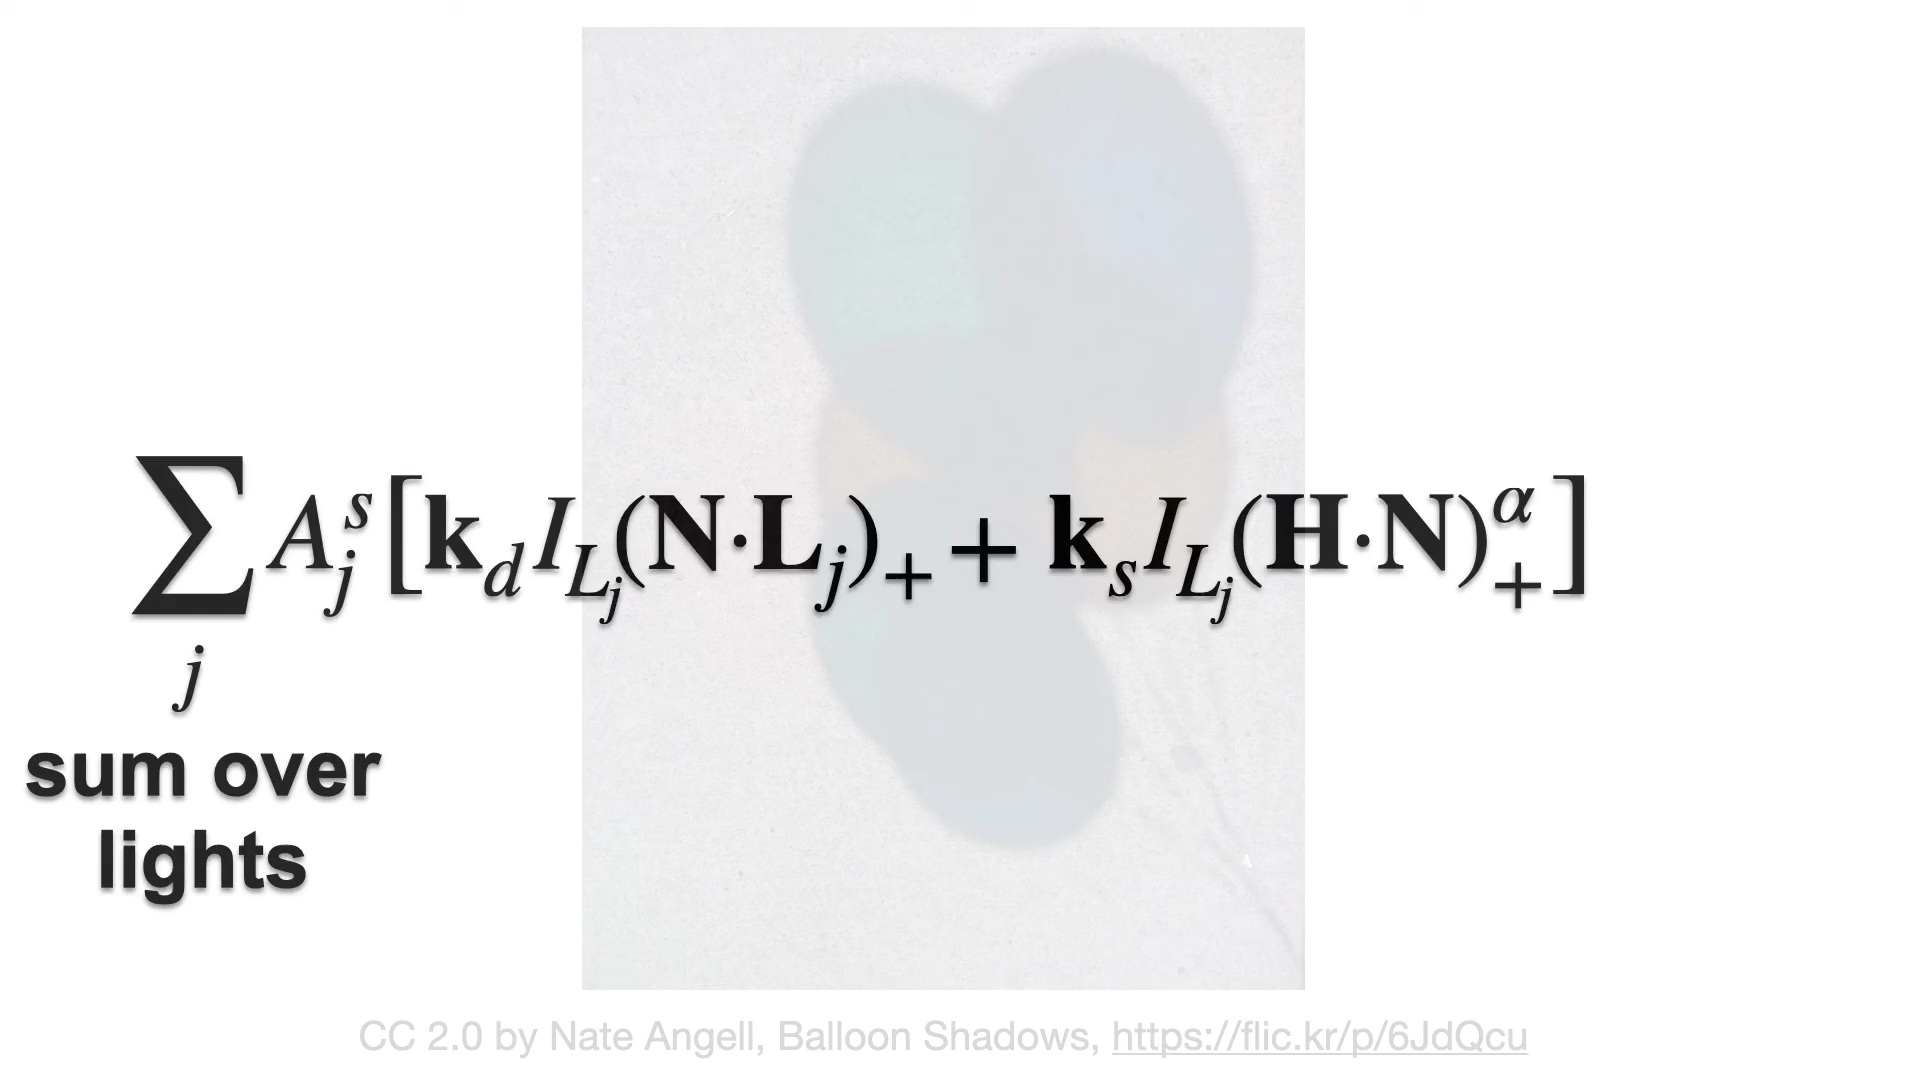 ∑_j A_j^s [𝐤_d I_{L_j} (𝐍·𝐋_j)_+ + 𝐤_s I_{L_j} (𝐇·𝐍)_+^α]
sum over
lights
CC 2.0 by Nate Angell, Balloon Shadows, https://flic.kr/p/6JdQcu